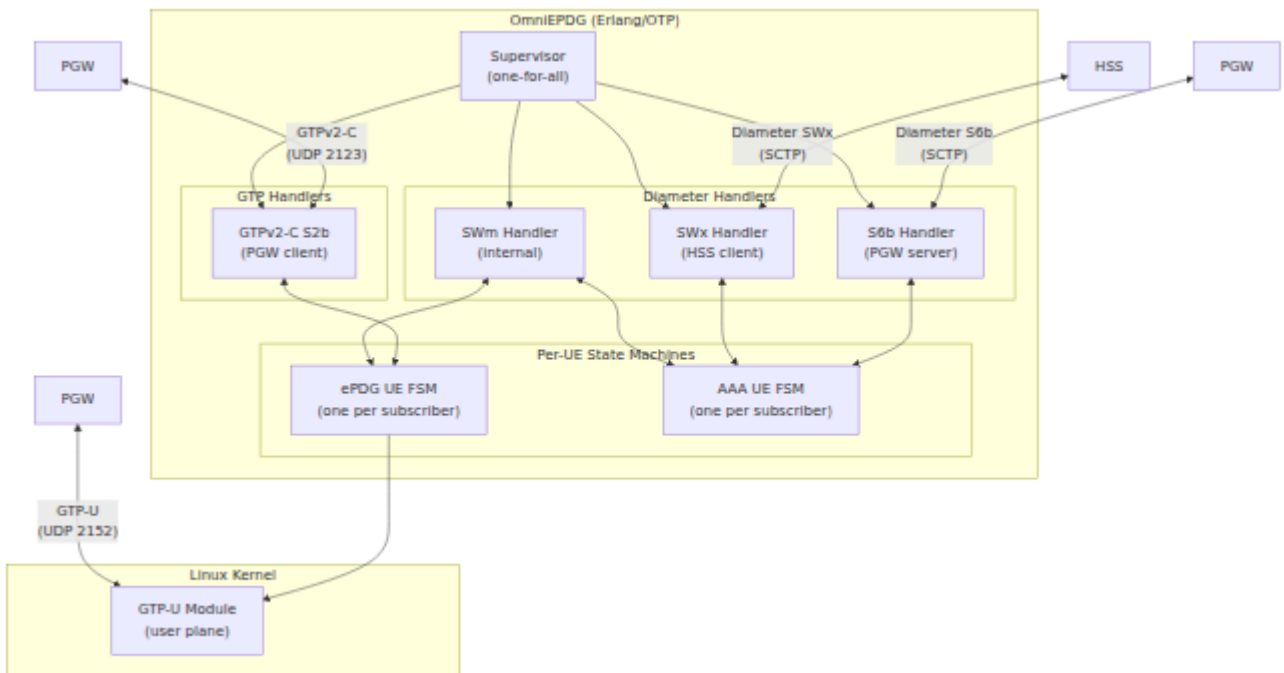 OmniEPDG (Erlang/OTP)
PGW
Supervisor
(one-for-all)
HSS
PGW
GTPv2-C
(UDP 2123)
Diameter SWx
(SCTP)
Diameter S6b
(SCTP)
GTP Handlers
Diameter Handlers
GTPv2-C S2b
(PGW client)
SWm Handler
(internal)
SWx Handler
(HSS client)
S6b Handler
(PGW server)
Per-UE State Machines
ePDG UE FSM
(one per subscriber)
AAA UE FSM
(one per subscriber)
PGW
GTP-U
(UDP 2152)
Linux Kernel
GTP-U Module
(user plane)